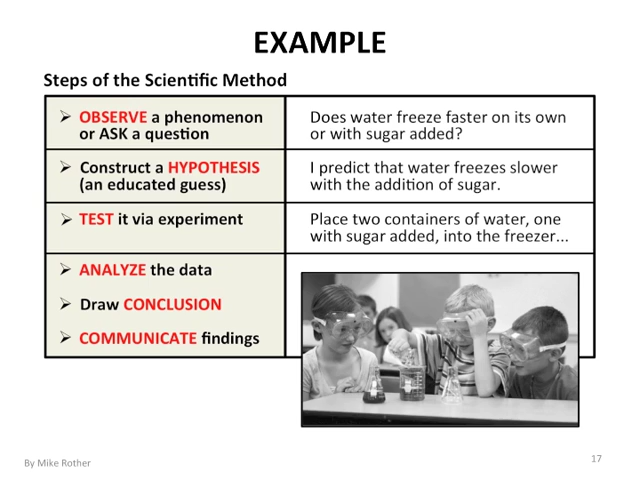 EXAMPLE
Steps of the Scientific Method
➢ OBSERVE a phenomenon
or ASK a question
Does water freeze faster on its own
or with sugar added?
➢ Construct a HYPOTHESIS
(an educated guess)
I predict that water freezes slower
with the addition of sugar.
➢ TEST it via experiment
Place two containers of water, one
with sugar added, into the freezer...
➢ ANALYZE the data
➢ Draw CONCLUSION
➢ COMMUNICATE findings
By Mike Rother
17